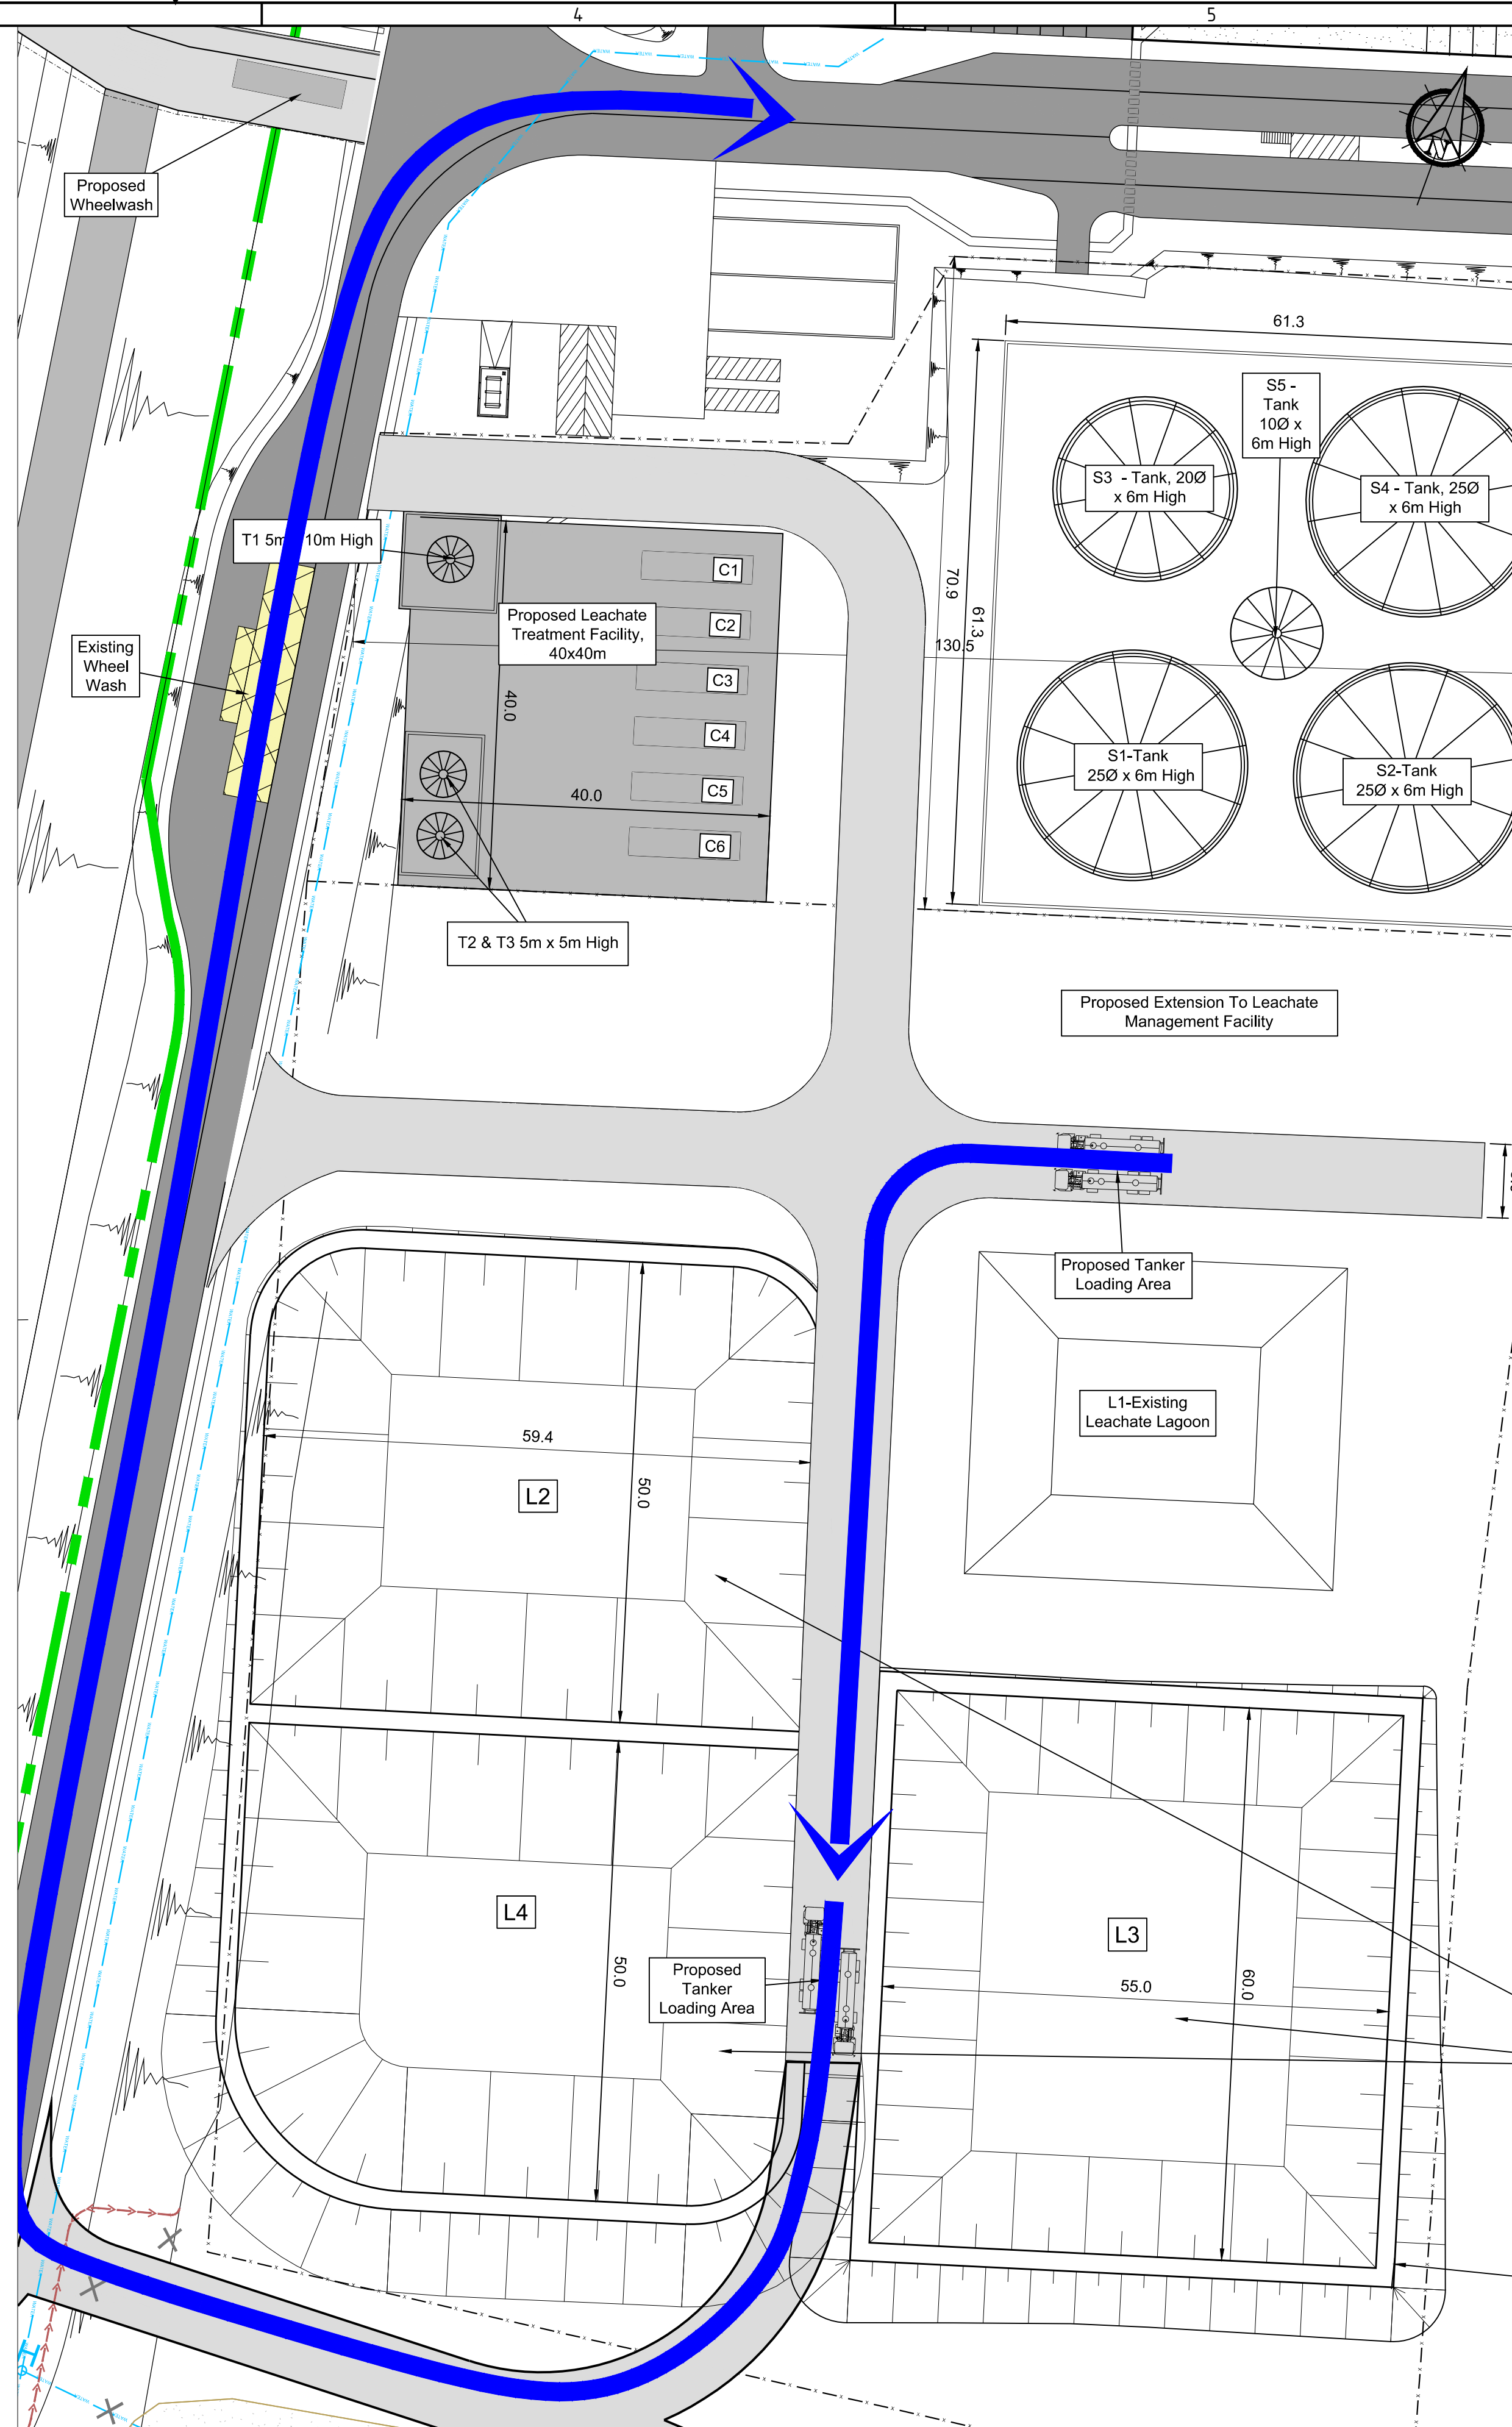 4
5
Proposed
Wheelwash
61.3
S5 -
Tank
10Ø x
6m High
S3 - Tank, 20Ø
x 6m High
S4 - Tank, 25Ø
x 6m High
T1 5m 10m High
C1
70.9
61.3
Proposed Leachate
Treatment Facility,
40x40m
C2
130.5
Existing
Wheel
Wash
C3
40.0
C4
S1-Tank
25Ø x 6m High
S2-Tank
25Ø x 6m High
40.0
C5
C6
T2 & T3 5m x 5m High
Proposed Extension To Leachate
Management Facility
Proposed Tanker
Loading Area
L1-Existing
Leachate Lagoon
59.4
L2
50.0
L4
L3
50.0
Proposed
Tanker
Loading Area
55.0
60.0
H
WATER